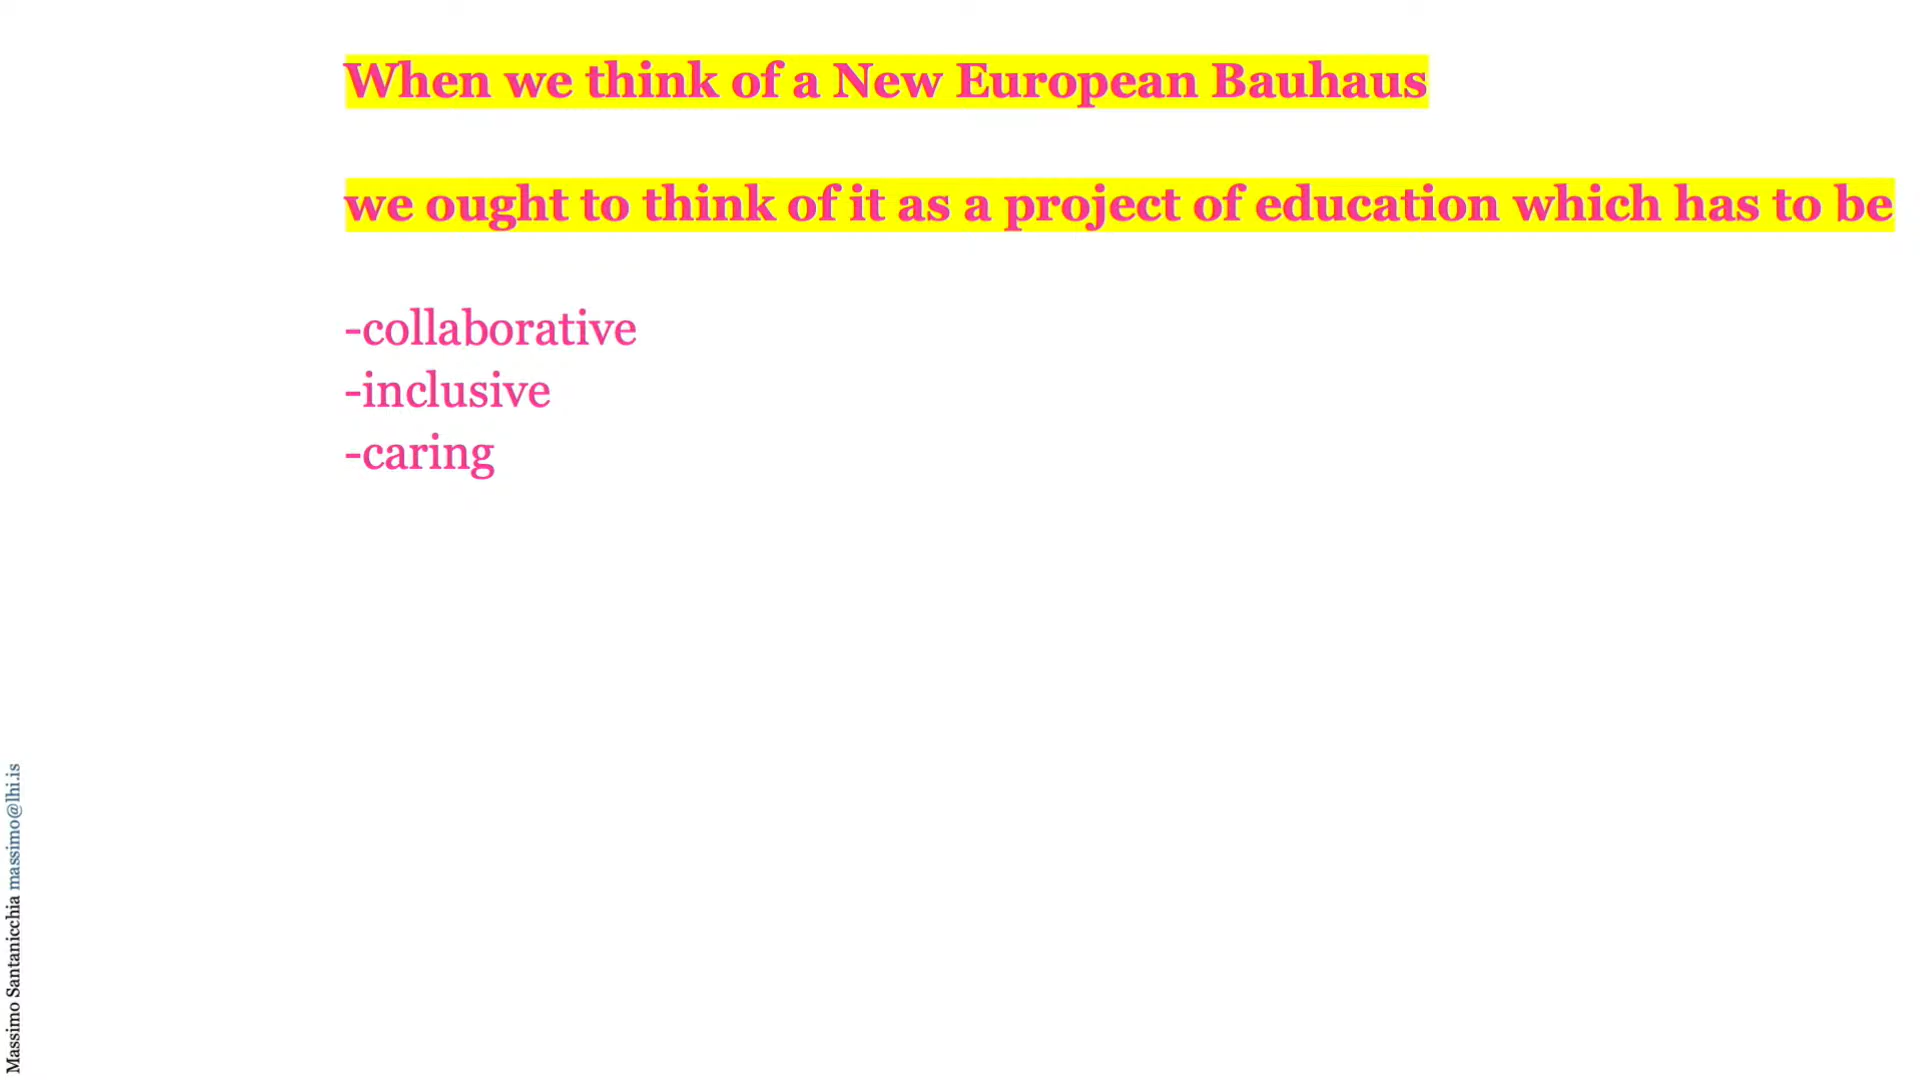 When we think of a New European Bauhaus
we ought to think of it as a project of education which has to be
-collaborative
-inclusive
-caring
Massimo Santanicchia massimo@lhi.is